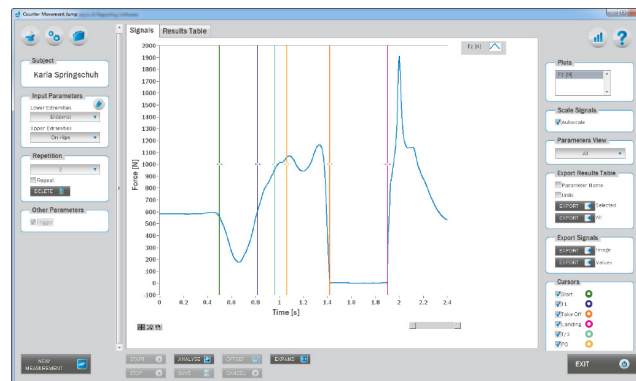 Counter Movement Jump
Signals
Results Table
Subject
Karla Springschuh
Input Parameters
Lower Extremities
Bilateral
Upper Extremities
On Hips
Repetition
2
Repeat
DELETE
Other Parameters
Trigger
NEW
MEASUREMENT
Fz [N]
Force [N]
2000
1900
1800
1700
1600
1500
1400
1300
1200
1100
1000
900
800
700
600
500
400
300
200
100
0
-100
0 0.2 0.4 0.6 0.8 1 1.2 1.4 1.6 1.8 2 2.2 2.4
Time [s]
START
ANALYSE
OFFSET
EXPAND
STOP
SAVE
CANCEL
Plots
Fz [N]
Scale Signals
Autoscale
Parameters View
All
Export Results Table
Parameter Name
Units
EXPORT Selected
EXPORT All
Export Signals
EXPORT Image
EXPORT Values
Cursors
Start
T1
Take Off
Landing
T/2
PO
EXIT